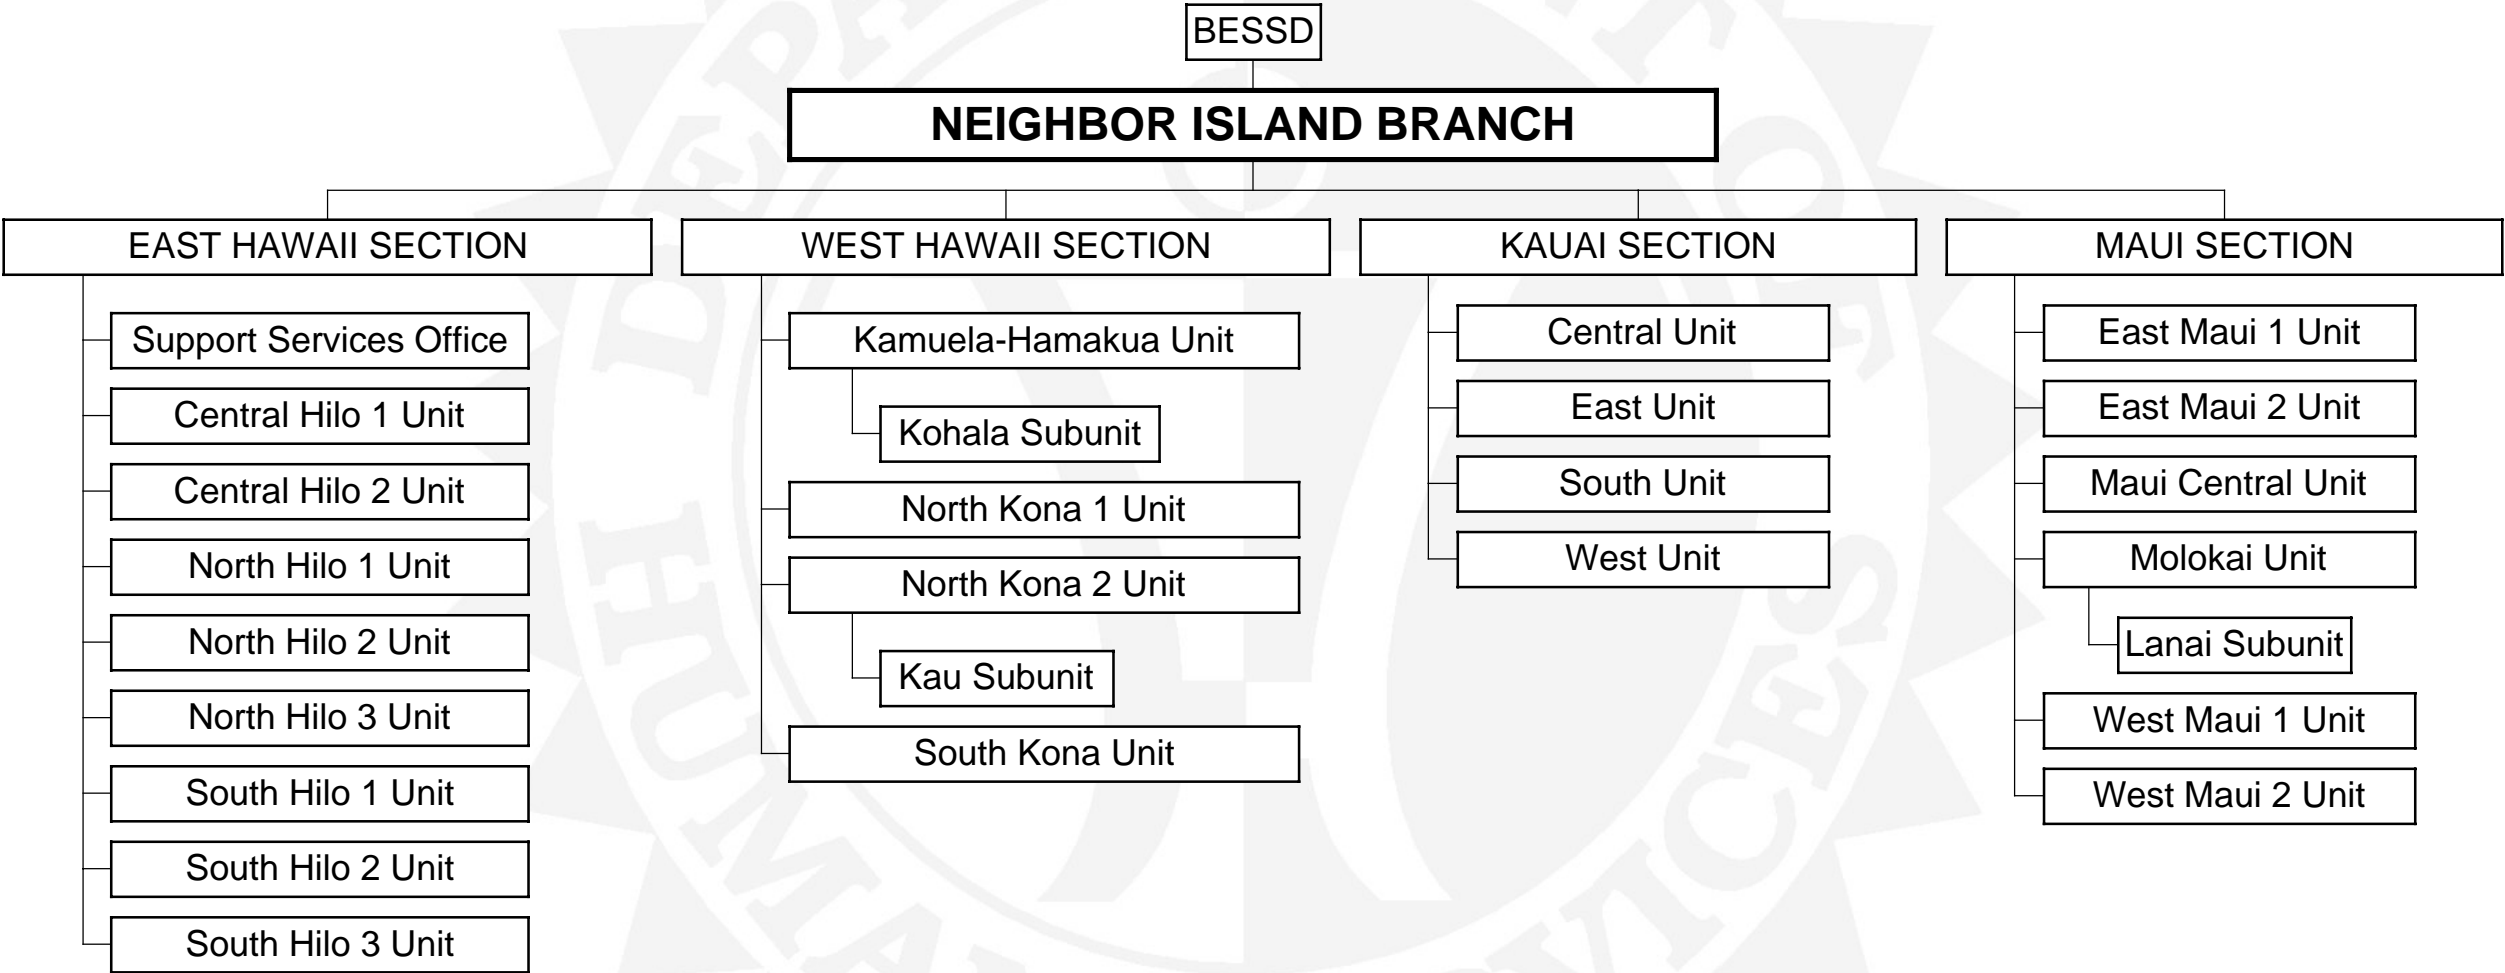 BESSD
NEIGHBOR ISLAND BRANCH
EAST HAWAII SECTION
Support Services Office
Central Hilo 1 Unit
Central Hilo 2 Unit
North Hilo 1 Unit
North Hilo 2 Unit
North Hilo 3 Unit
South Hilo 1 Unit
South Hilo 2 Unit
South Hilo 3 Unit
WEST HAWAII SECTION
Kamuela-Hamakua Unit
Kohala Subunit
North Kona 1 Unit
North Kona 2 Unit
Kau Subunit
South Kona Unit
KAUAI SECTION
Central Unit
East Unit
South Unit
West Unit
MAUI SECTION
East Maui 1 Unit
East Maui 2 Unit
Maui Central Unit
Molokai Unit
Lanai Subunit
West Maui 1 Unit
West Maui 2 Unit